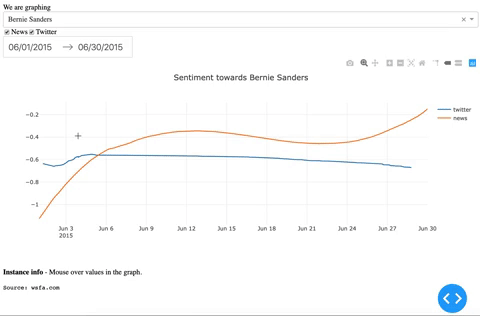 We are graphing
Bernie Sanders
News Twitter
06/01/2015 → 06/30/2015
Sentiment towards Bernie Sanders
twitter
news
−0.2
−0.4
−0.6
−0.8
−1
Jun 3 Jun 6 Jun 9 Jun 12 Jun 15 Jun 18 Jun 21 Jun 24 Jun 27 Jun 30
2015
Instance info - Mouse over values in the graph.
Source: wsfa.com